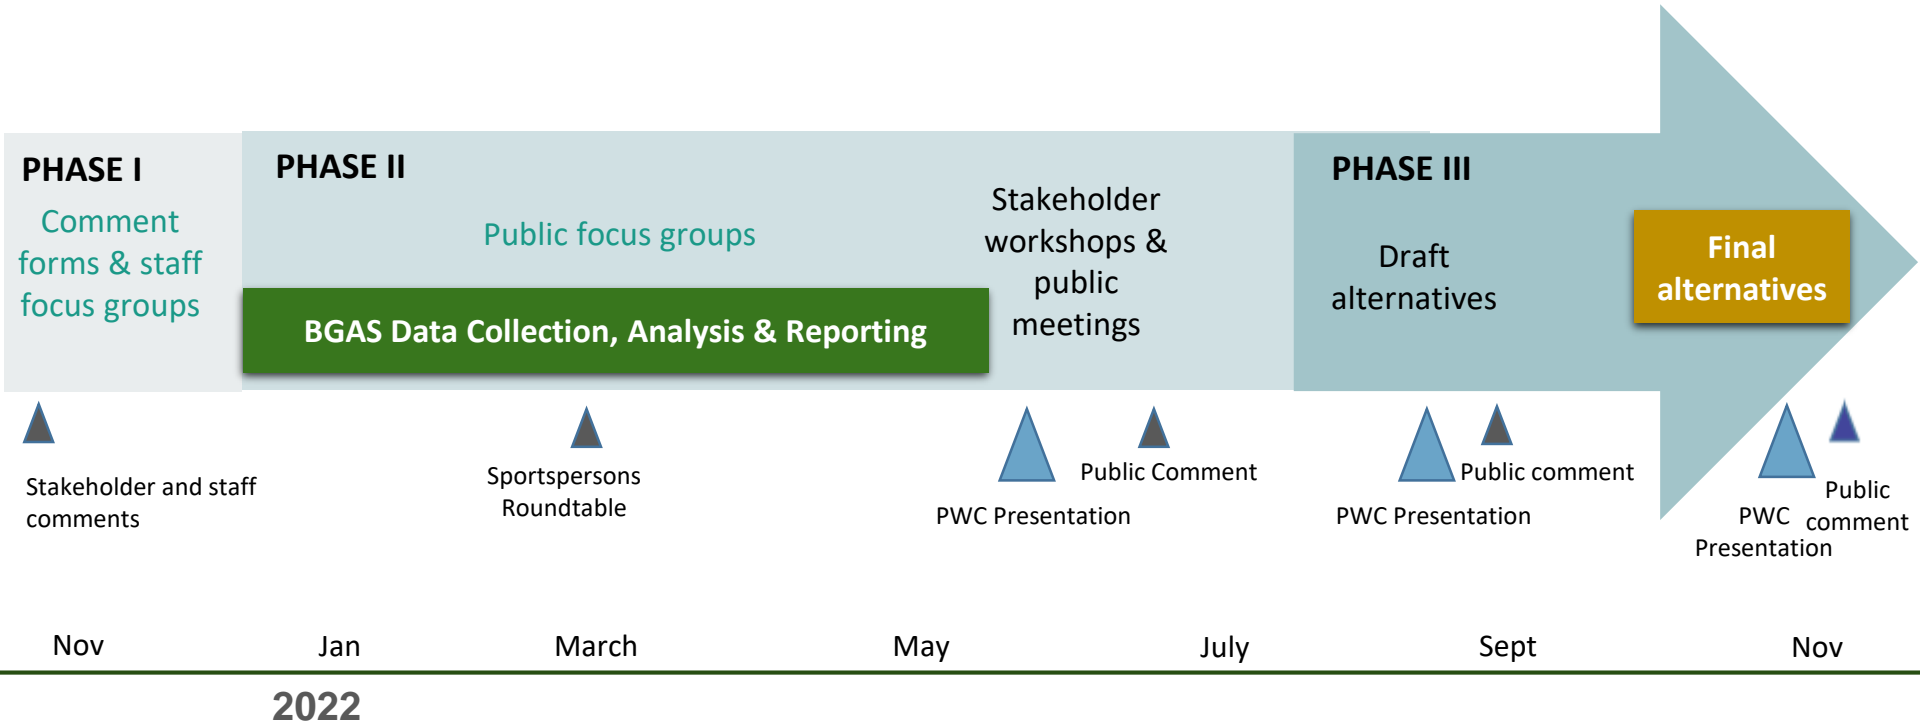 PHASE I
Comment
forms & staff
focus groups
PHASE II
Public focus groups
BGAS Data Collection, Analysis & Reporting
Stakeholder
workshops &
public
meetings
PHASE III
Draft
alternatives
Final
alternatives
Stakeholder and staff
comments
Sportspersons
Roundtable
PWC Presentation
Public Comment
PWC Presentation
Public comment
PWC
Presentation
Public
comment
Nov
Jan
March
May
July
Sept
Nov
2022